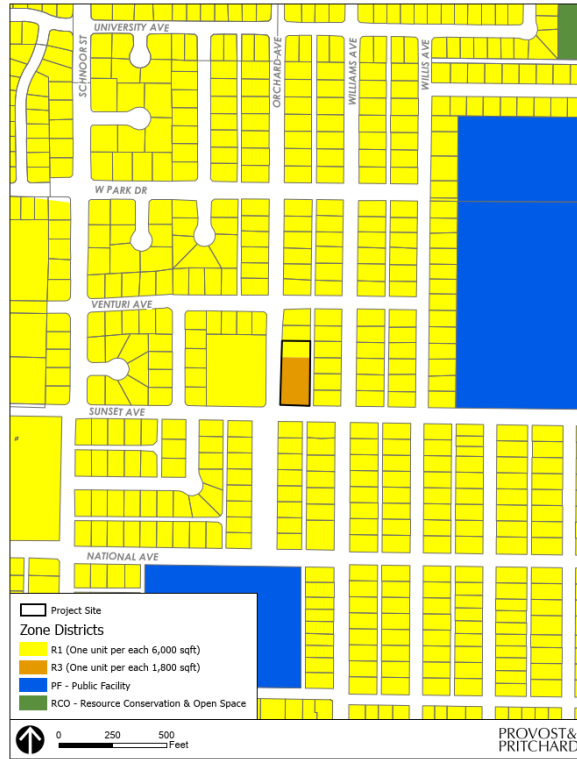 UNIVERSITY AVE
SCHNOOR ST
ORCHARD AVE
WILLIAMS AVE
WILLIS AVE
W PARK DR
VENTURI AVE
SUNSET AVE
NATIONAL AVE
Project Site
Zone Districts
R1 (One unit per each 6,000 sqft)
R3 (One unit per each 1,800 sqft)
PF - Public Facility
RCO - Resource Conservation & Open Space
0 250 500
Feet
PROVOST&
PRITCHARD